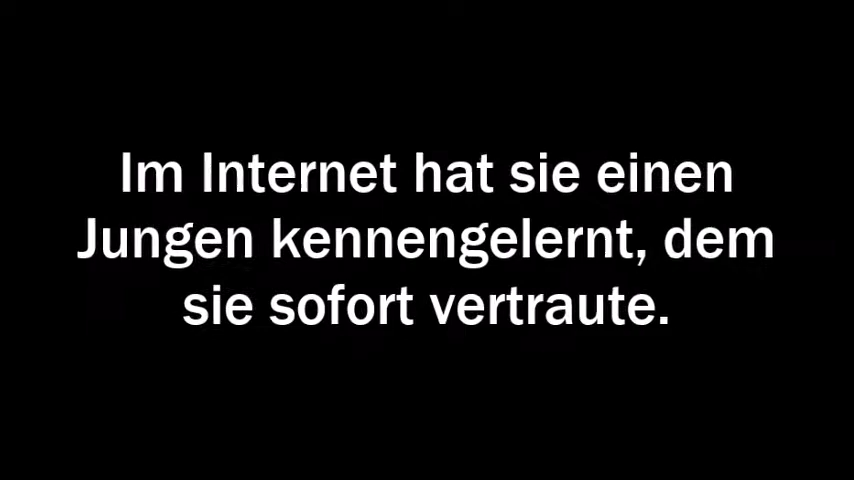 Im Internet hat sie einen
Jungen kennengelernt, dem
sie sofort vertraute.